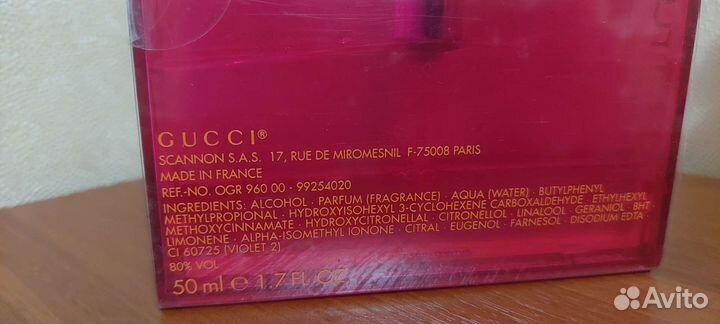 GUCCI®
SCANNON S.A.S. 17, RUE DE MIROMESNIL F-75008 PARIS
MADE IN FRANCE
REF.-NO. OGR 960 00 - 99254020
INGREDIENTS: ALCOHOL · PARFUM (FRAGRANCE) · AQUA (WATER) · BUTYLPHENYL
METHYLPROPIONAL · HYDROXYISOHEXYL 3-CYCLOHEXENE CARBOXALDEHYDE · ETHYLHEXYL
METHOXYCINNAMATE · HYDROXYCITRONELLAL · CITRONELLOL · LINALOOL · GERANIOL · BHT ·
LIMONENE · ALPHA-ISOMETHYL IONONE · CITRAL · EUGENOL · FARNESOL · DISODIUM EDTA ·
CI 60725 (VIOLET 2)
80% VOL
50 ml ℮ 1.7 FL.OZ.
Avito